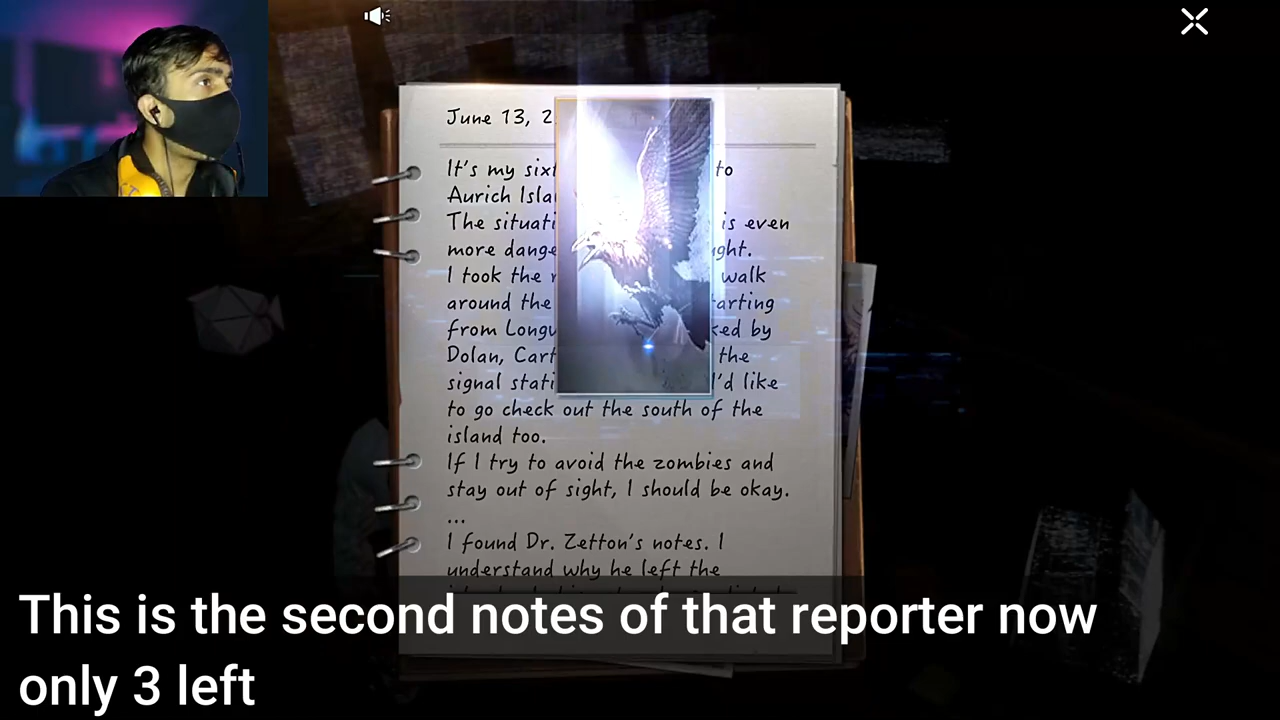 June 13, 2
It's my sixt to
Aurich Isla
The situati is even
more dange ght.
I took the walk
around the tarting
from Longv ked by
Dolan, Cart the
signal stati I'd like
to go check out the south of the
island too.
If I try to avoid the zombies and
stay out of sight, I should be okay.
...
I found Dr. Zetton's notes. I
understand why he left the
This is the second notes of that reporter now
only 3 left